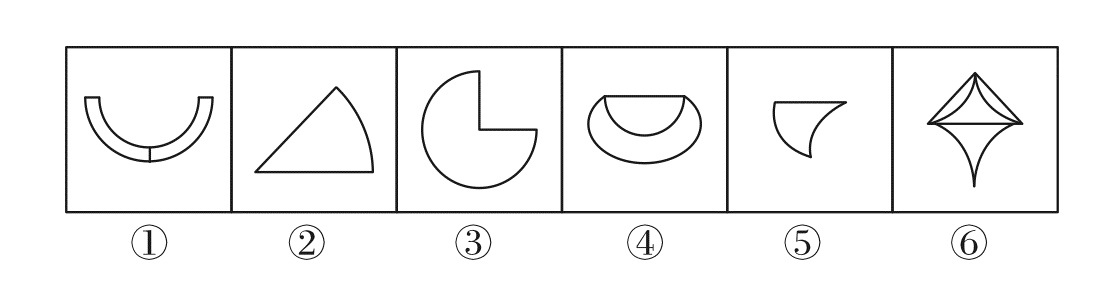 ① ② ③ ④ ⑤ ⑥